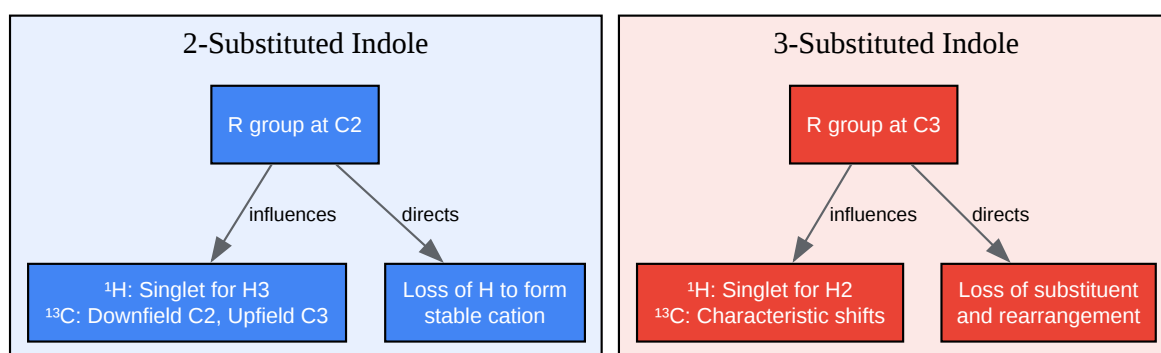 2-Substituted Indole
R group at C2
influences
directs
¹H: Singlet for H3
¹³C: Downfield C2, Upfield C3
Loss of H to form
stable cation
3-Substituted Indole
R group at C3
influences
directs
¹H: Singlet for H2
¹³C: Characteristic shifts
Loss of substituent
and rearrangement